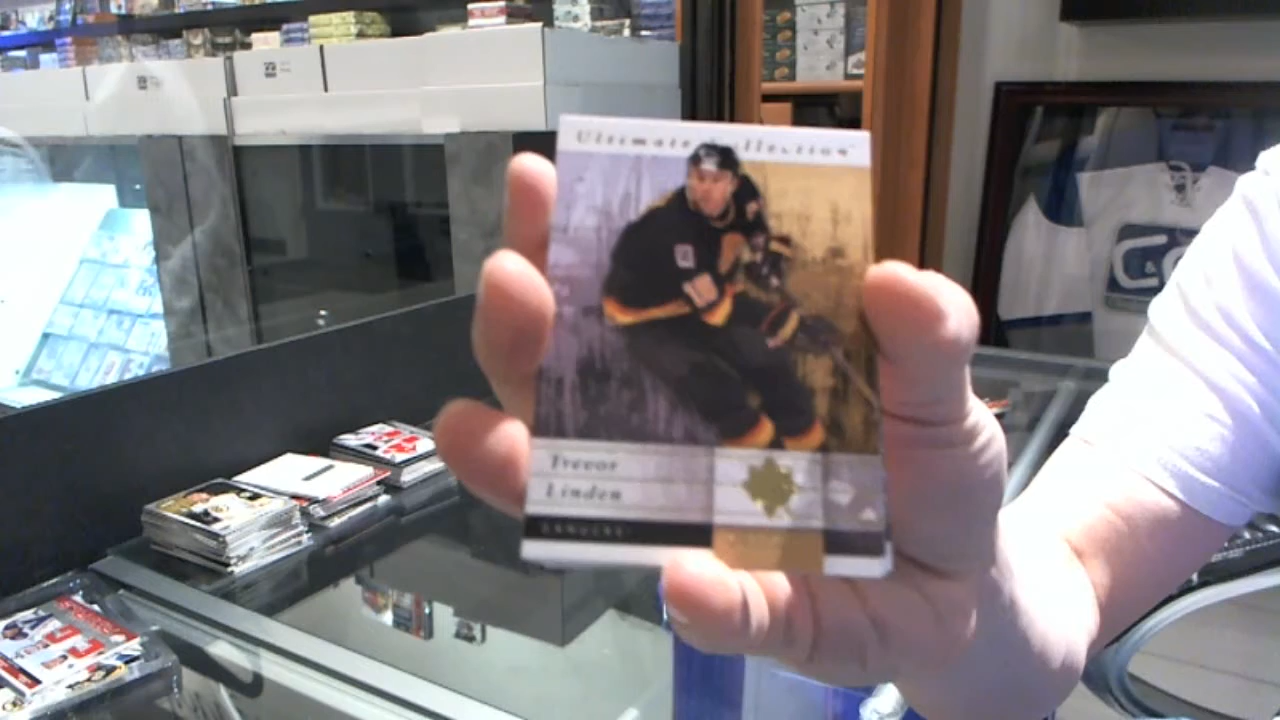 Ultimate Collection
Trevor
Linden
CANUCKS
C&C